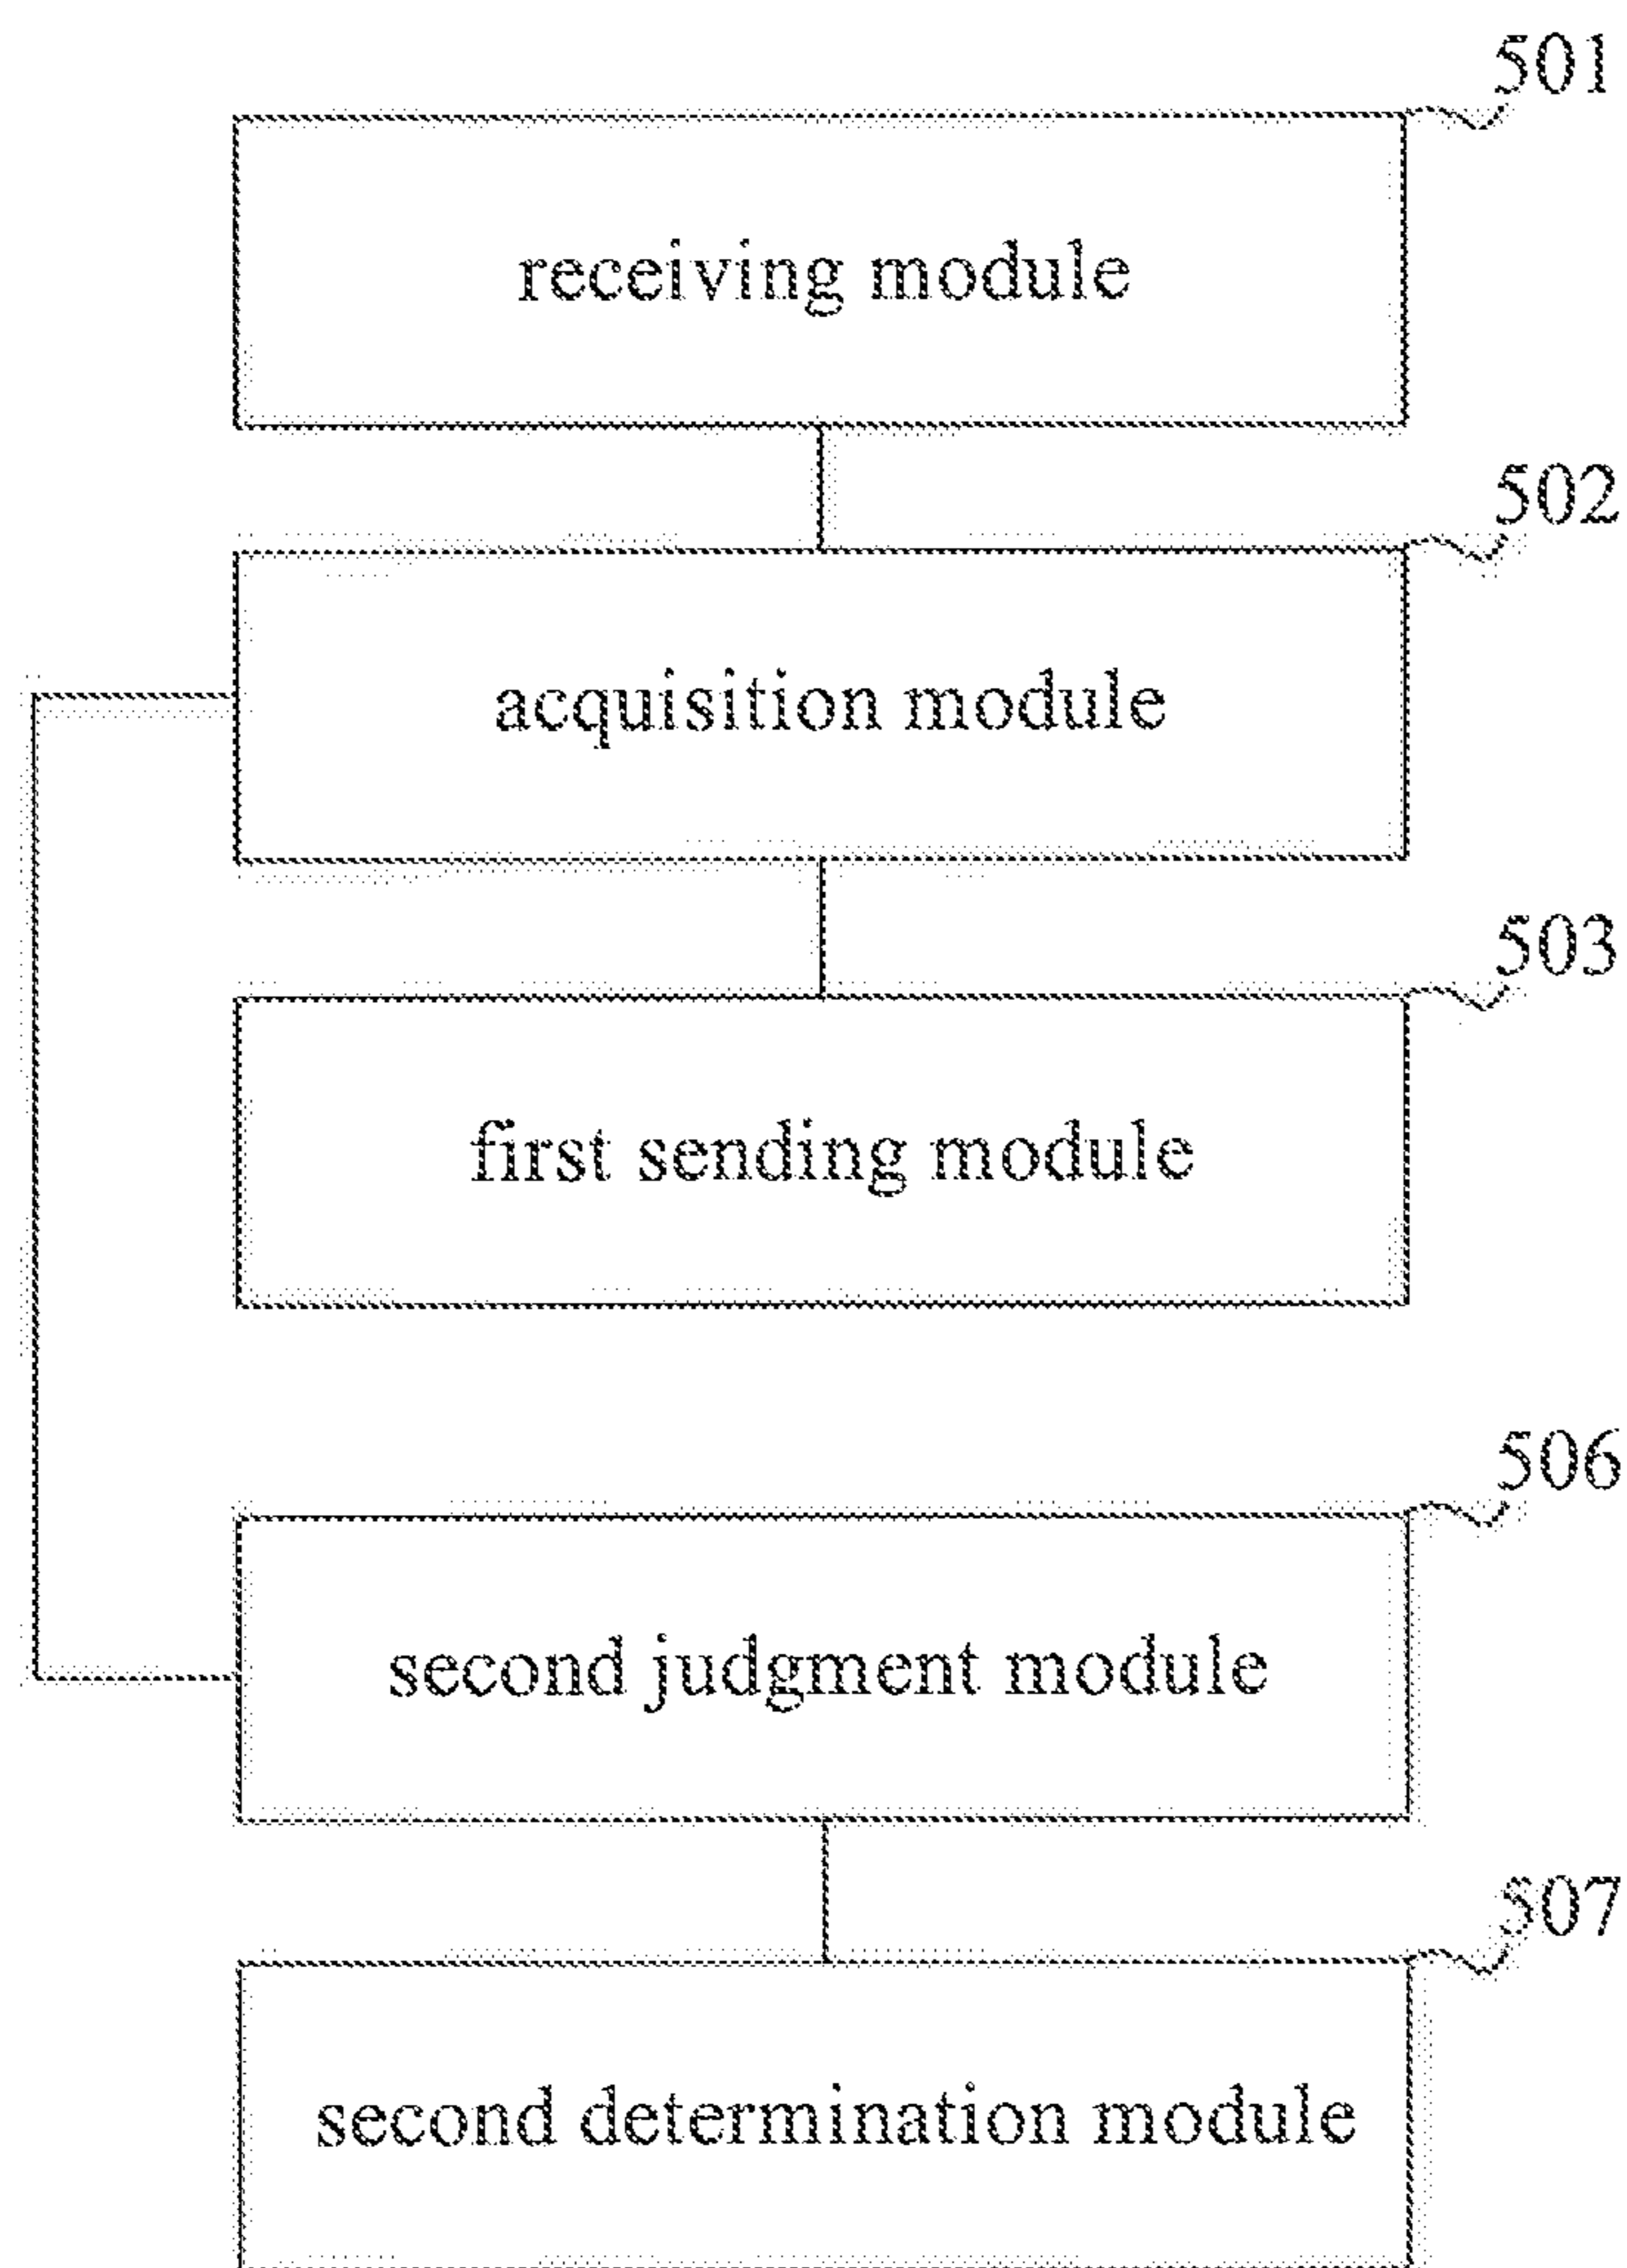 501
receiving module
502
acquisition module
503
first sending module
506
second judgment module
507
second determination module